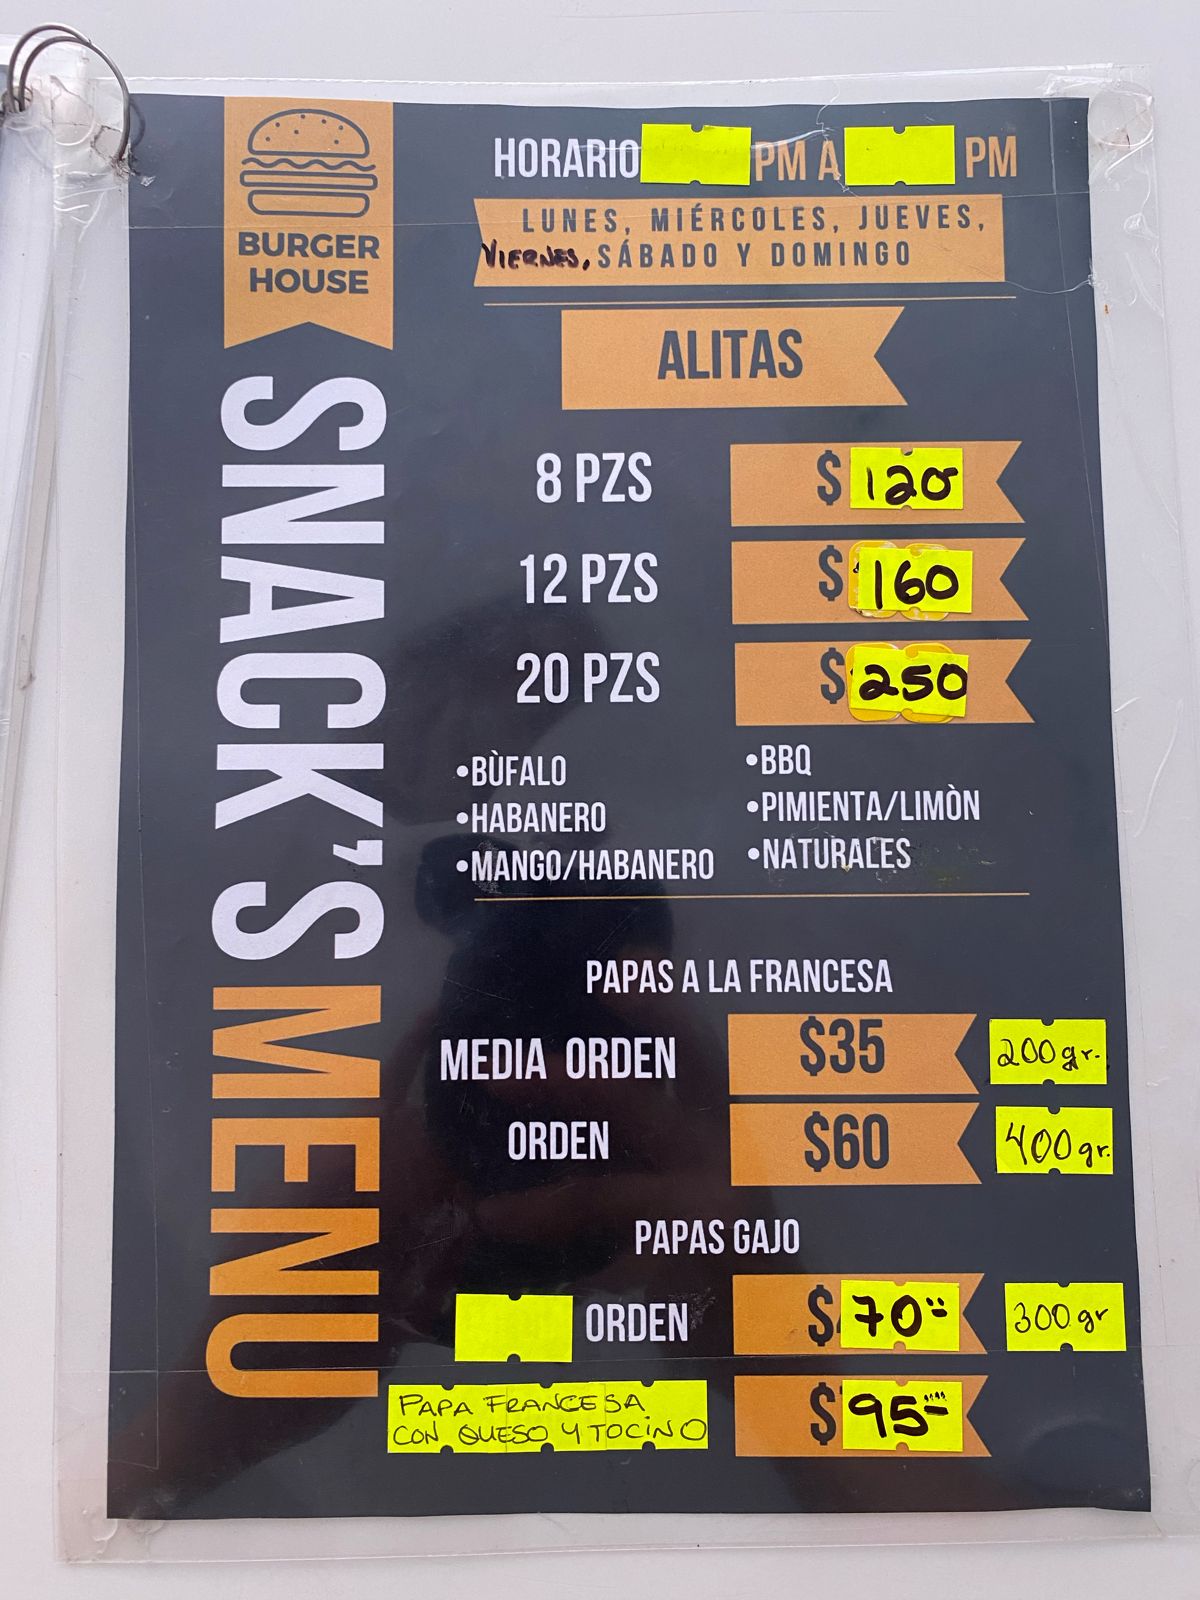 BURGER
HOUSE
SNACK'S MENU
HORARIO PM A PM
LUNES, MIÉRCOLES, JUEVES,
VIERNES, SÁBADO Y DOMINGO
ALITAS
8 PZS $120
12 PZS $160
20 PZS $250
•BÙFALO
•HABANERO
•MANGO/HABANERO
•BBQ
•PIMIENTA/LIMÒN
•NATURALES
PAPAS A LA FRANCESA
MEDIA ORDEN $35 200gr.
ORDEN $60 400gr.
PAPAS GAJO
ORDEN $70 300gr
PAPA FRANCESA
CON QUESO Y TOCINO $95